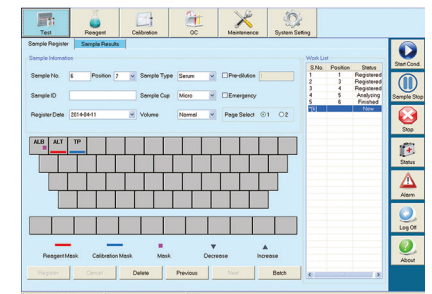 Test Reagent Calibration QC Maintenance System Setting
Sample Register Sample Results
Sample Infomation Work List
S.No. Position Status
Sample No. 6 Position 7 Sample Type Serum Pre-dilution
1 1 Registered
2 3 Registered
3 4 Registered
4 5 Analysing
5 6 Finished
New
Sample ID Sample Cup Micro Emergency
Register Date 2014-04-11 Volume Normal Page Select 1 2
ALB ALT TP
Reagent Mask Calibration Mask Mask Decrease Increase
Register Cancel Delete Previous Next Batch
Start Cond.
Sample Stop
Stop
Status
Alarm
Log Off
About